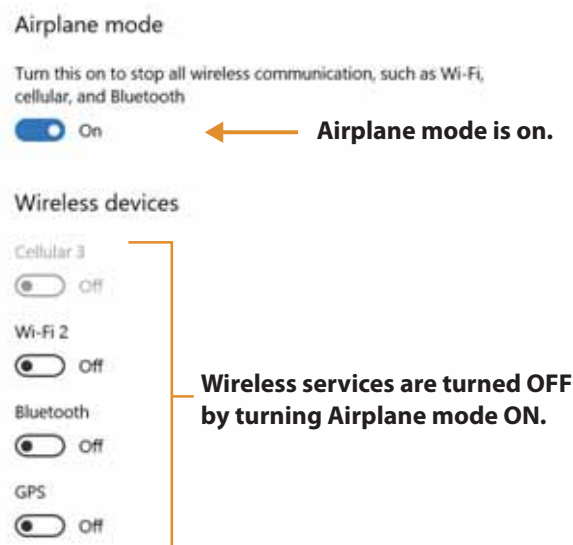 Airplane mode
Turn this on to stop all wireless communication, such as Wi-Fi,
cellular, and Bluetooth
On
Airplane mode is on.
Wireless devices
Cellular 3
Off
Wi-Fi 2
Off
Wireless services are turned OFF
by turning Airplane mode ON.
Bluetooth
Off
GPS
Off